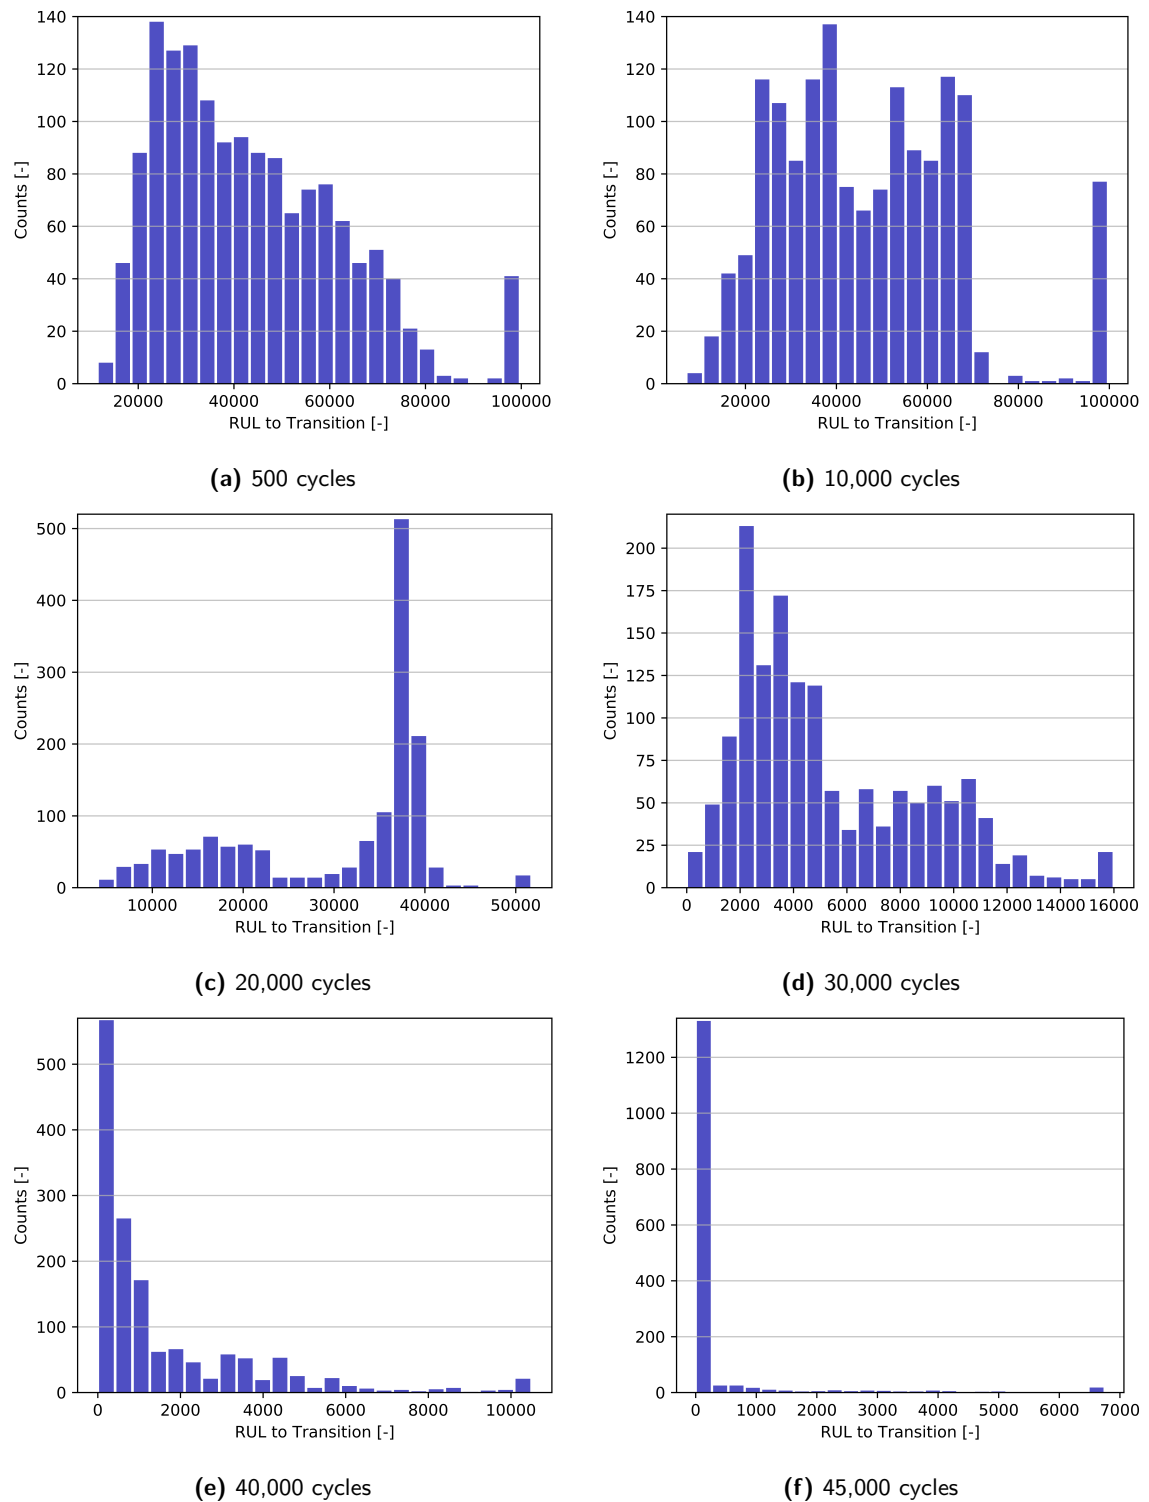 140
120
100
80
60
40
20
0
Counts [-]
20000 40000 60000 80000 100000
RUL to Transition [-]
(a) 500 cycles
140
120
100
80
60
40
20
0
Counts [-]
20000 40000 60000 80000 100000
RUL to Transition [-]
(b) 10,000 cycles
500
400
300
200
100
0
Counts [-]
10000 20000 30000 40000 50000
RUL to Transition [-]
(c) 20,000 cycles
200
175
150
125
100
75
50
25
0
Counts [-]
0 2000 4000 6000 8000 10000 12000 14000 16000
RUL to Transition [-]
(d) 30,000 cycles
500
400
300
200
100
0
Counts [-]
0 2000 4000 6000 8000 10000
RUL to Transition [-]
(e) 40,000 cycles
1200
1000
800
600
400
200
0
Counts [-]
0 1000 2000 3000 4000 5000 6000 7000
RUL to Transition [-]
(f) 45,000 cycles